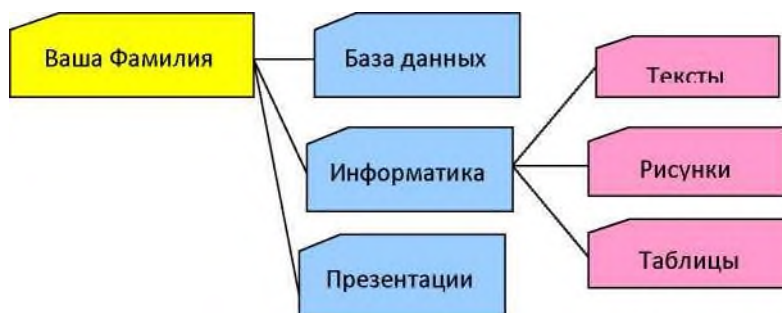 Ваша Фамилия
База данных
Информатика
Презентации
Тексты
Рисунки
Таблицы